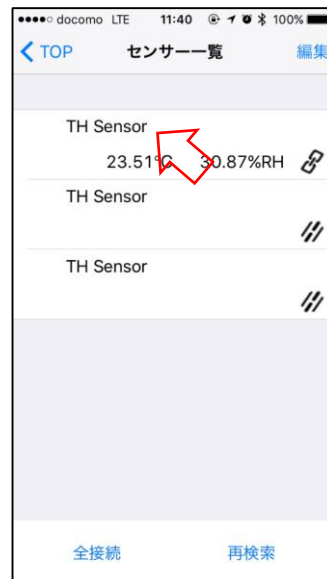 docomo LTE 11:40 100%
TOP センサー一覧 編集
TH Sensor
23.51°C 30.87%RH
TH Sensor
TH Sensor
全接続 再検索